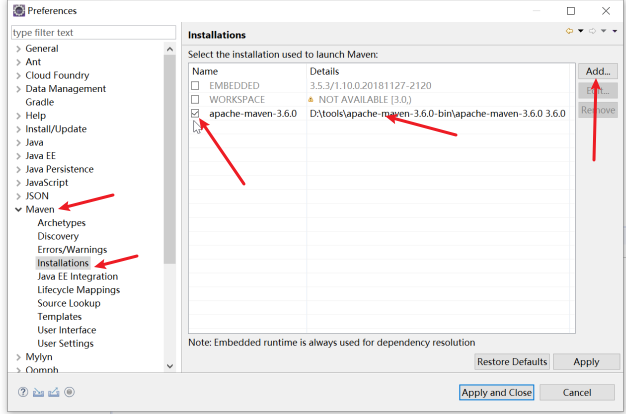 Preferences
type filter text
Installations
General
Ant
Cloud Foundry
Data Management
Gradle
Help
Install/Update
Java
Java EE
Java Persistence
JavaScript
JSON
Maven
Archetypes
Discovery
Errors/Warnings
Installations
Java EE Integration
Lifecycle Mappings
Source Lookup
Templates
User Interface
User Settings
Mylyn
Oomph
Select the installation used to launch Maven:
Name Details
EMBEDDED 3.5.3/1.10.0.20181127-2120
WORKSPACE NOT AVAILABLE [3.0,)
apache-maven-3.6.0 D:\tools\apache-maven-3.6.0-bin\apache-maven-3.6.0 3.6.0
Add...
Edit...
Remove
Note: Embedded runtime is always used for dependency resolution
Restore Defaults Apply
Apply and Close Cancel